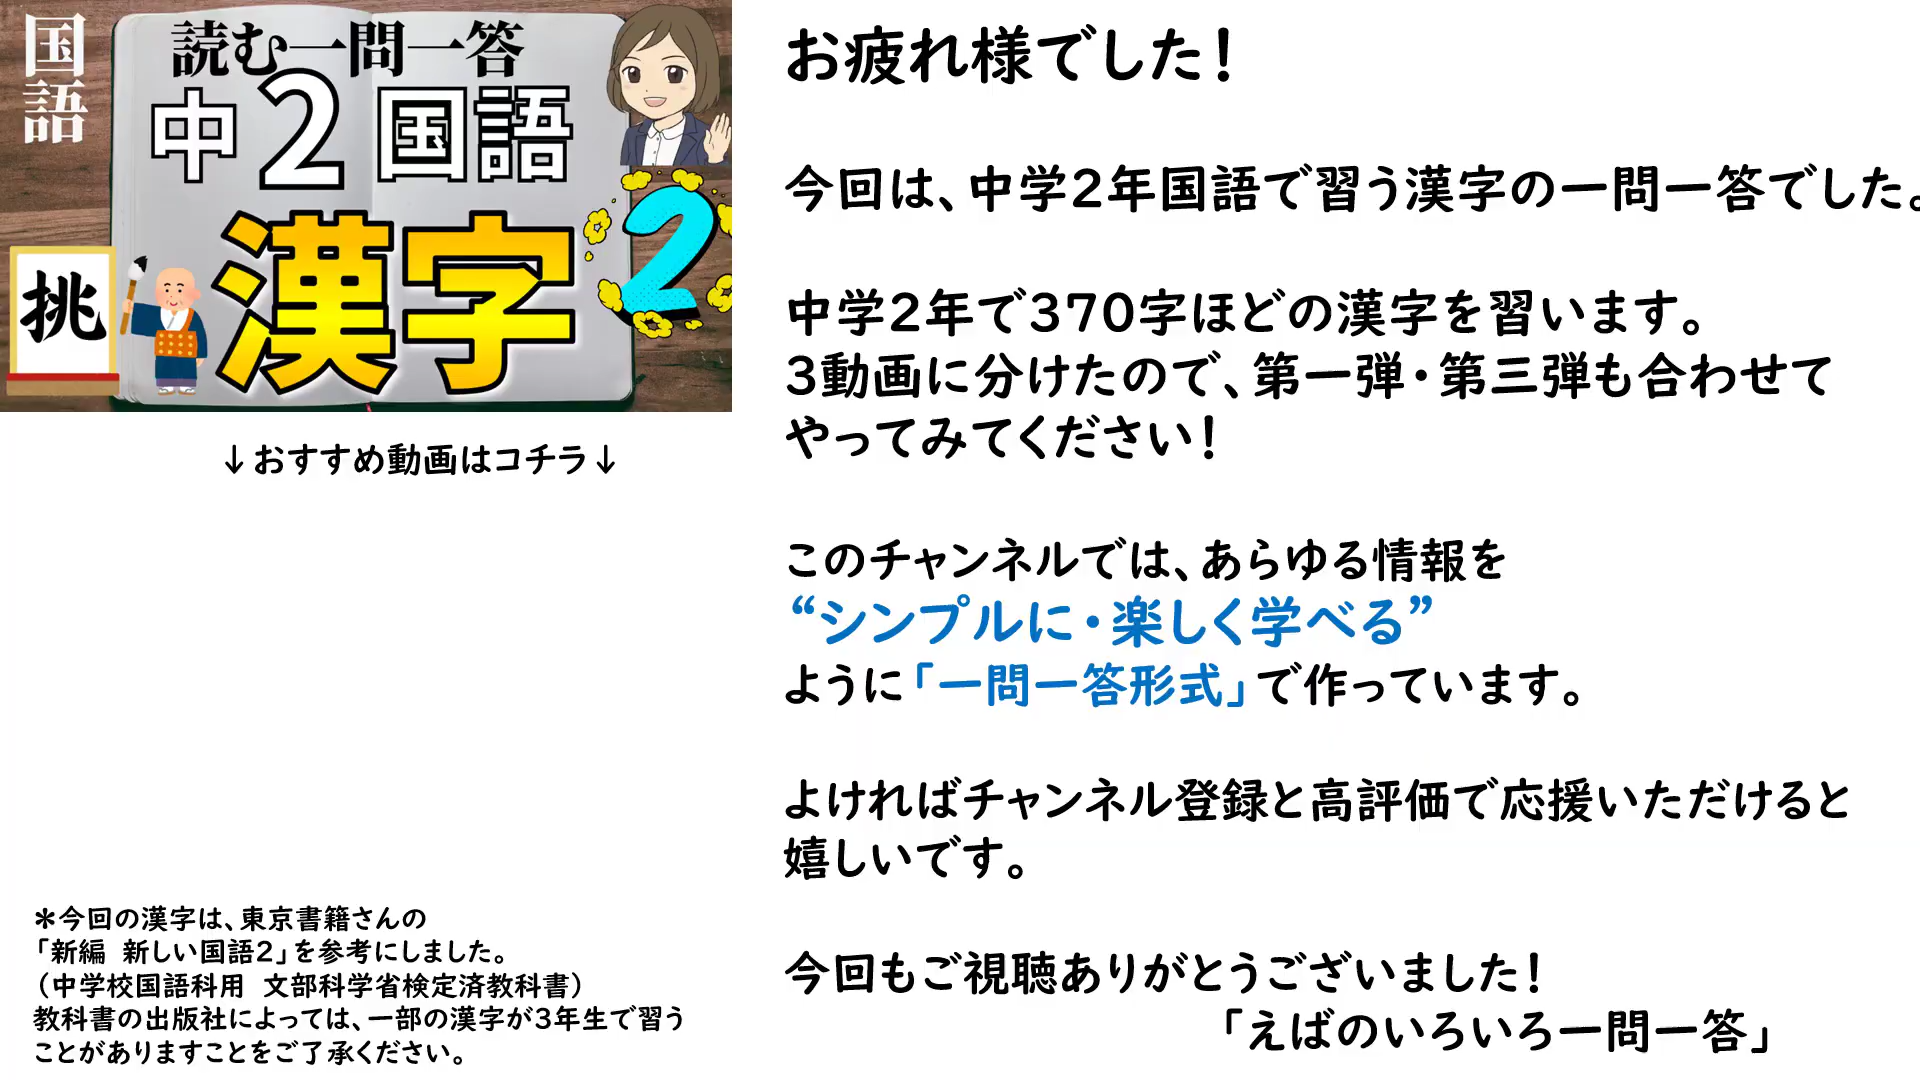 国語
読む一問一答
中2国語
漢字
2
挑
↓おすすめ動画はコチラ↓
＊今回の漢字は、東京書籍さんの
「新編　新しい国語2」を参考にしました。
（中学校国語科用　文部科学省検定済教科書）
教科書の出版社によっては、一部の漢字が3年生で習う
ことがありますことをご了承ください。
お疲れ様でした！
今回は、中学2年国語で習う漢字の一問一答でした。
中学2年で370字ほどの漢字を習います。
3動画に分けたので、第一弾・第三弾も合わせて
やってみてください！
このチャンネルでは、あらゆる情報を
“シンプルに・楽しく学べる”
ように「一問一答形式」で作っています。
よければチャンネル登録と高評価で応援いただけると
嬉しいです。
今回もご視聴ありがとうございました！
「えばのいろいろ一問一答」